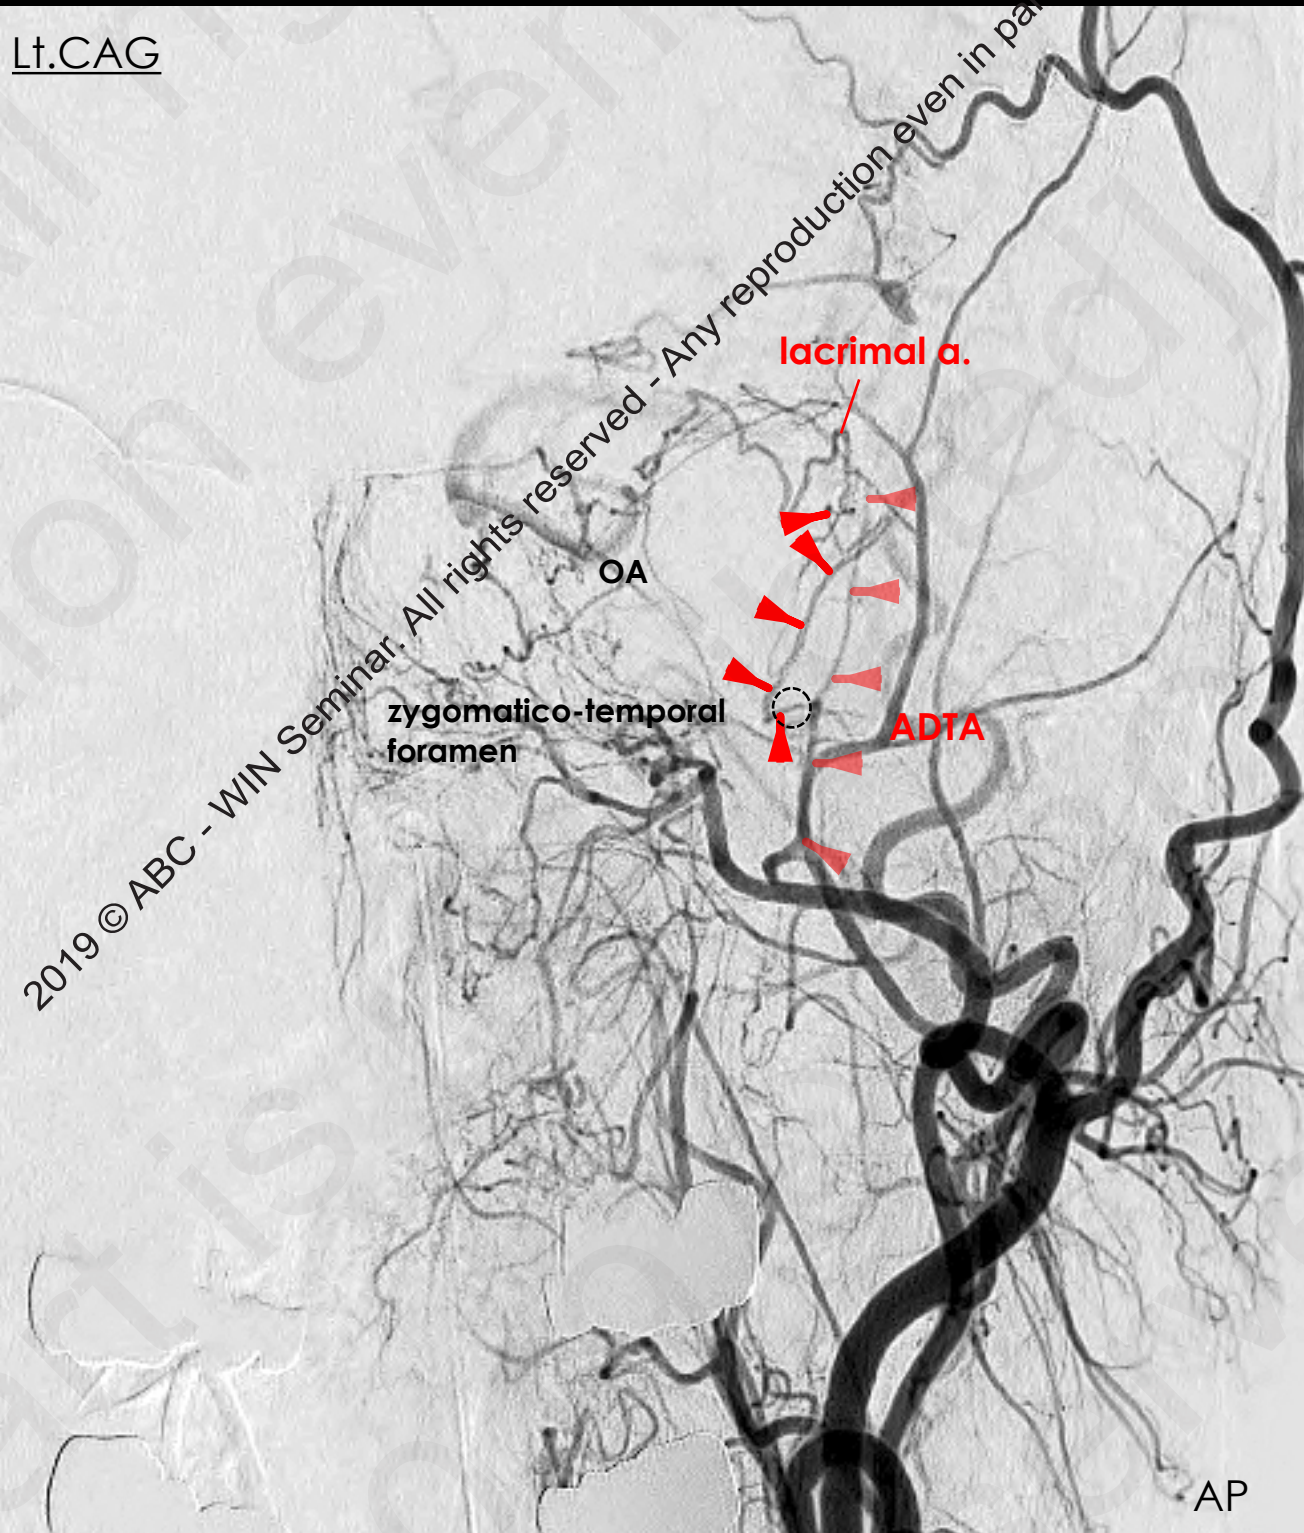 Lt.CAG
2019 © ABC - WIN Seminar. All rights reserved - Any reproduction even in par
lacrimal a.
OA
zygomatico-temporal
foramen
ADTA
AP